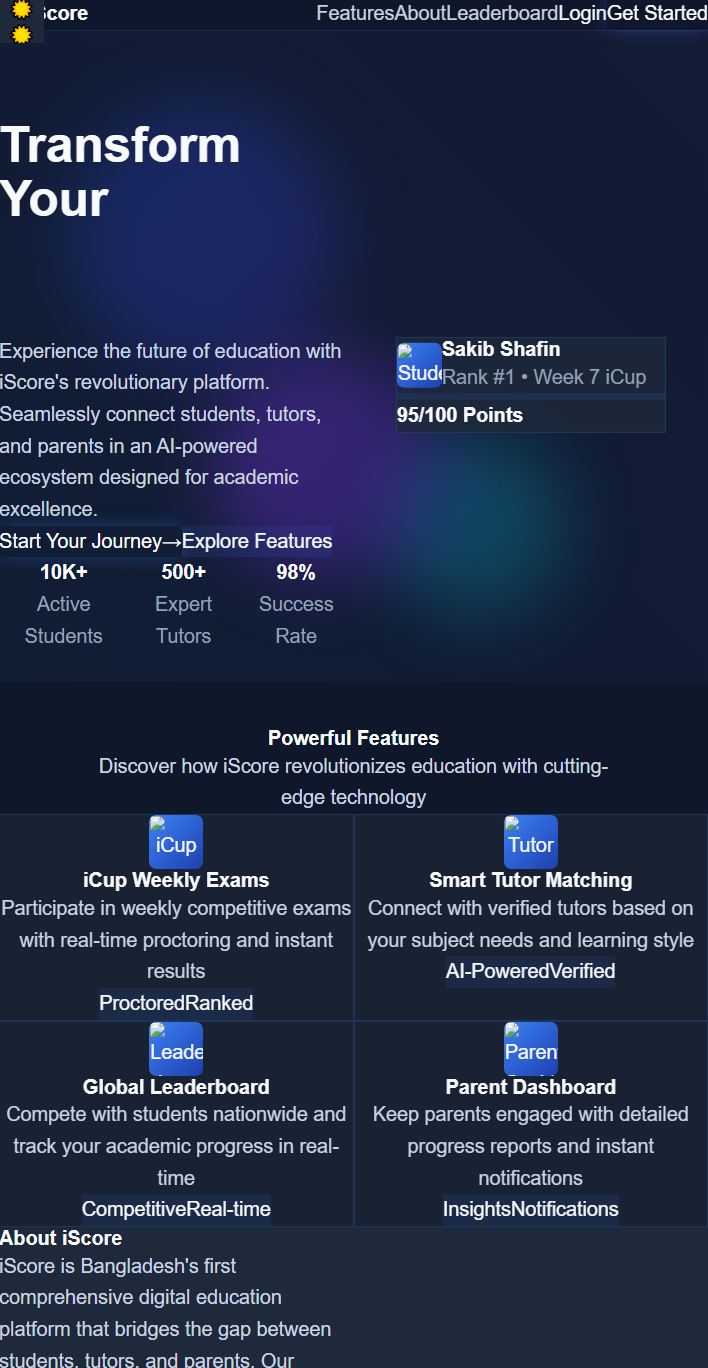 Score
Features About Leaderboard Login Get Started
Transform
Your
Experience the future of education with
iScore's revolutionary platform.
Seamlessly connect students, tutors,
and parents in an AI-powered
ecosystem designed for academic
excellence.
Start Your Journey→Explore Features
10K+
Active
Students
500+
Expert
Tutors
98%
Success
Rate
Stude
Sakib Shafin
Rank #1 • Week 7 iCup
95/100 Points
Powerful Features
Discover how iScore revolutionizes education with cutting-
edge technology
iCup
iCup Weekly Exams
Participate in weekly competitive exams
with real-time proctoring and instant
results
ProctoredRanked
Tutor
Smart Tutor Matching
Connect with verified tutors based on
your subject needs and learning style
AI-PoweredVerified
Leade
Global Leaderboard
Compete with students nationwide and
track your academic progress in real-
time
CompetitiveReal-time
Paren
Parent Dashboard
Keep parents engaged with detailed
progress reports and instant
notifications
InsightsNotifications
About iScore
iScore is Bangladesh's first
comprehensive digital education
platform that bridges the gap between
students, tutors, and parents. Our